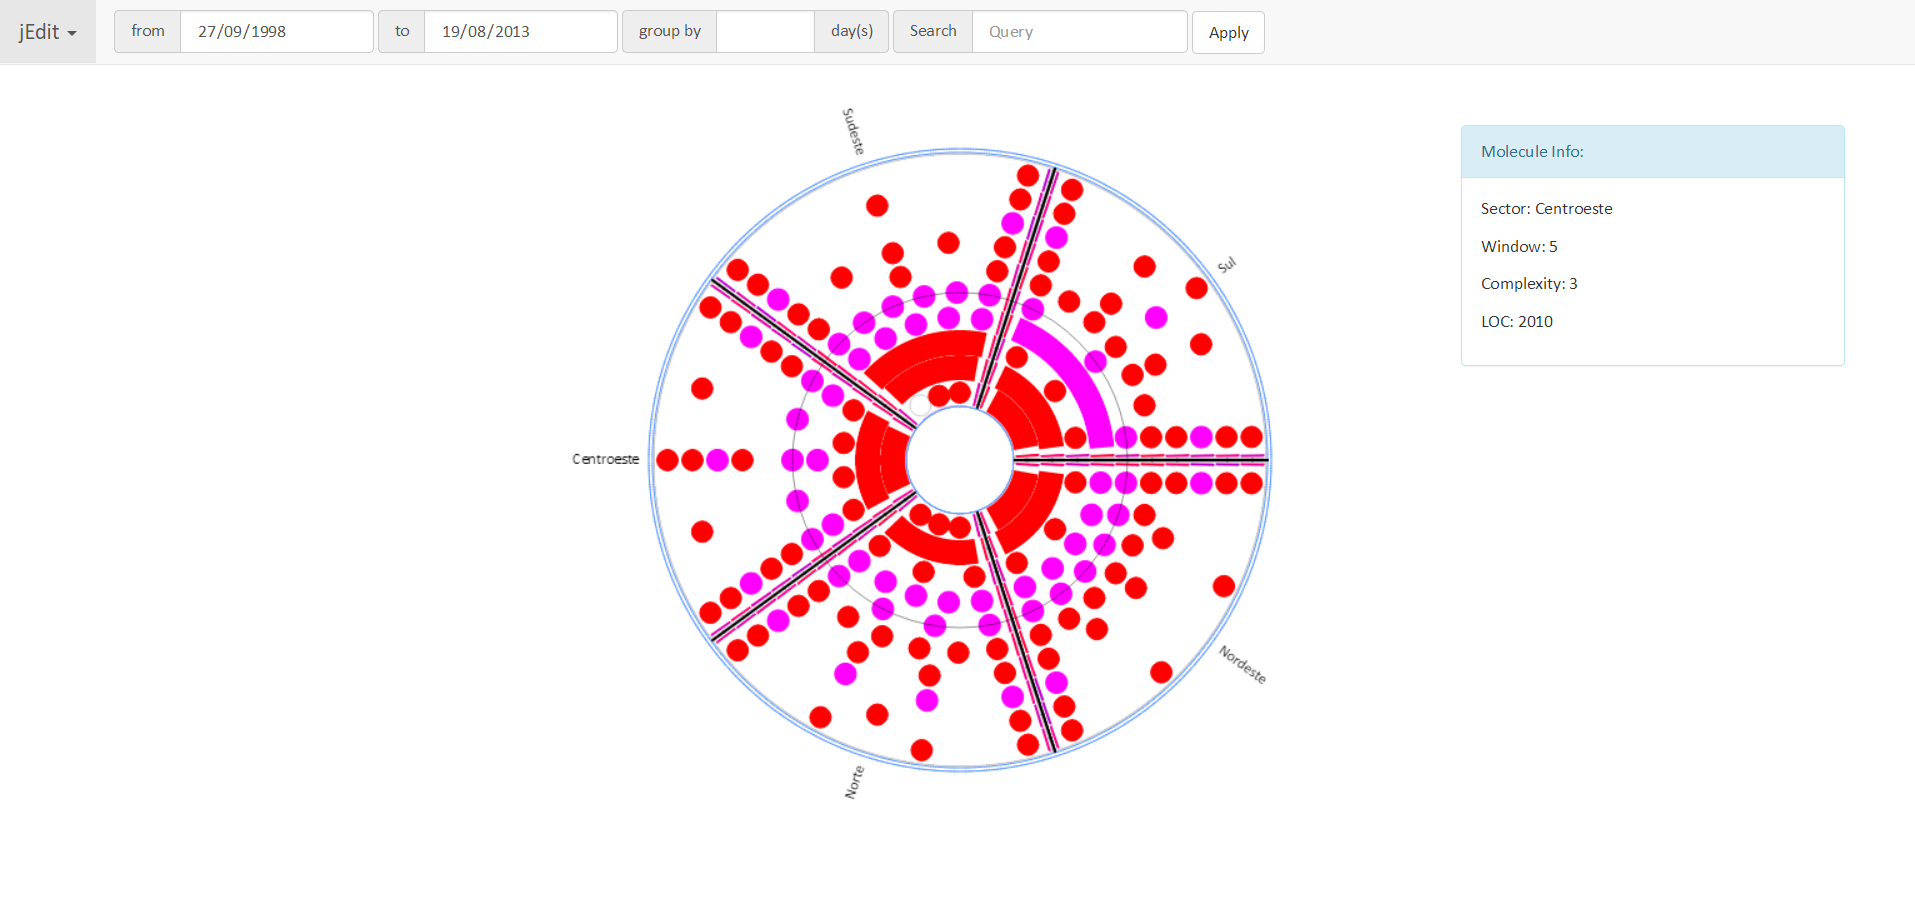 jEdit from 27/09/1998 to 19/08/2013 group by day(s) Search Query Apply
Sudeste
Sul
Centroeste
Nordeste
Norte
Molecule Info:
Sector: Centroeste
Window: 5
Complexity: 3
LOC: 2010